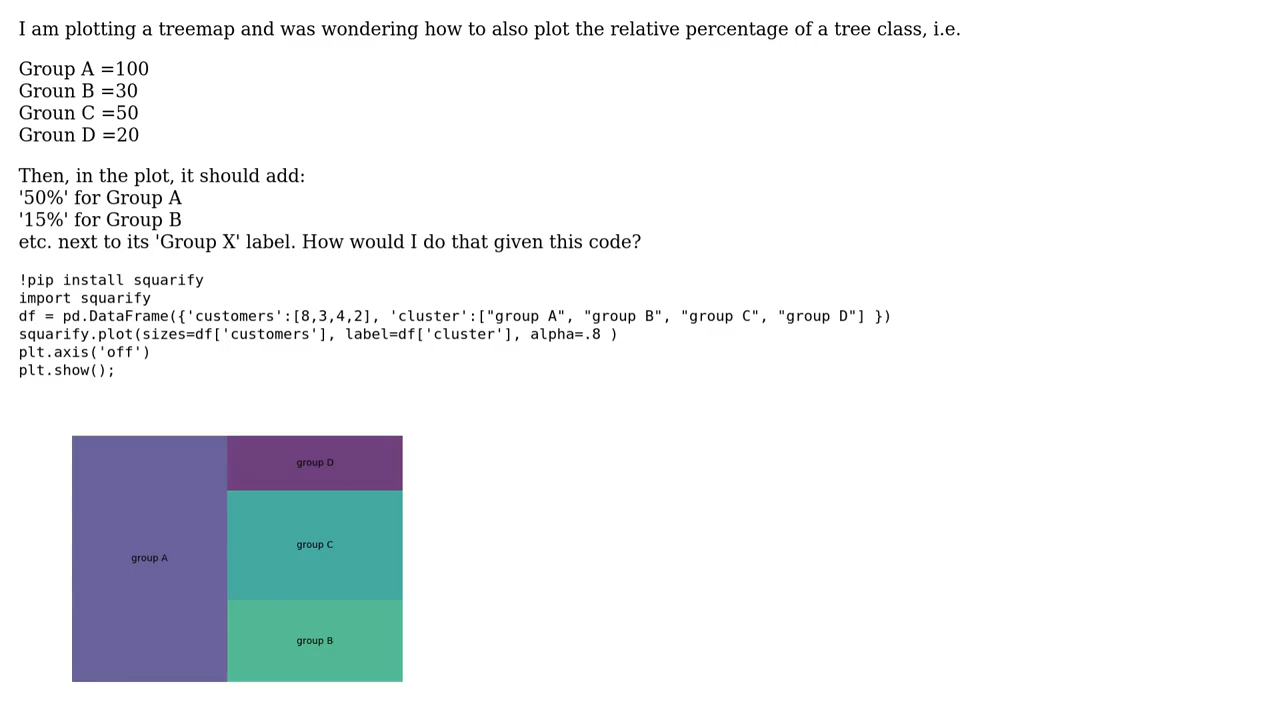 I am plotting a treemap and was wondering how to also plot the relative percentage of a tree class, i.e.
Group A =100
Groun B =30
Groun C =50
Groun D =20
Then, in the plot, it should add:
'50%' for Group A
'15%' for Group B
etc. next to its 'Group X' label. How would I do that given this code?
!pip install squarify
import squarify
df = pd.DataFrame({'customers':[8,3,4,2], 'cluster':["group A", "group B", "group C", "group D"] })
squarify.plot(sizes=df['customers'], label=df['cluster'], alpha=.8 )
plt.axis('off')
plt.show();
group D
group C
group A
group B